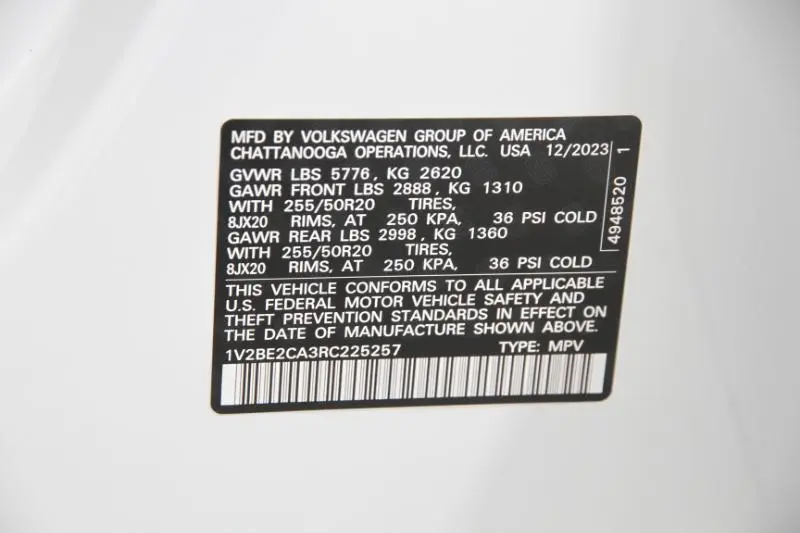 MFD BY VOLKSWAGEN GROUP OF AMERICA
CHATTANOOGA OPERATIONS, LLC. USA 12/2023
GVWR LBS 5776, KG 2620
GAWR FRONT LBS 2888, KG 1310
WITH 255/50R20 TIRES,
8JX20 RIMS, AT 250 KPA, 36 PSI COLD
GAWR REAR LBS 2998, KG 1360
WITH 255/50R20 TIRES,
8JX20 RIMS, AT 250 KPA, 36 PSI COLD
4948520 1
THIS VEHICLE CONFORMS TO ALL APPLICABLE
U.S. FEDERAL MOTOR VEHICLE SAFETY AND
THEFT PREVENTION STANDARDS IN EFFECT ON
THE DATE OF MANUFACTURE SHOWN ABOVE.
1V2BE2CA3RC225257 TYPE: MPV